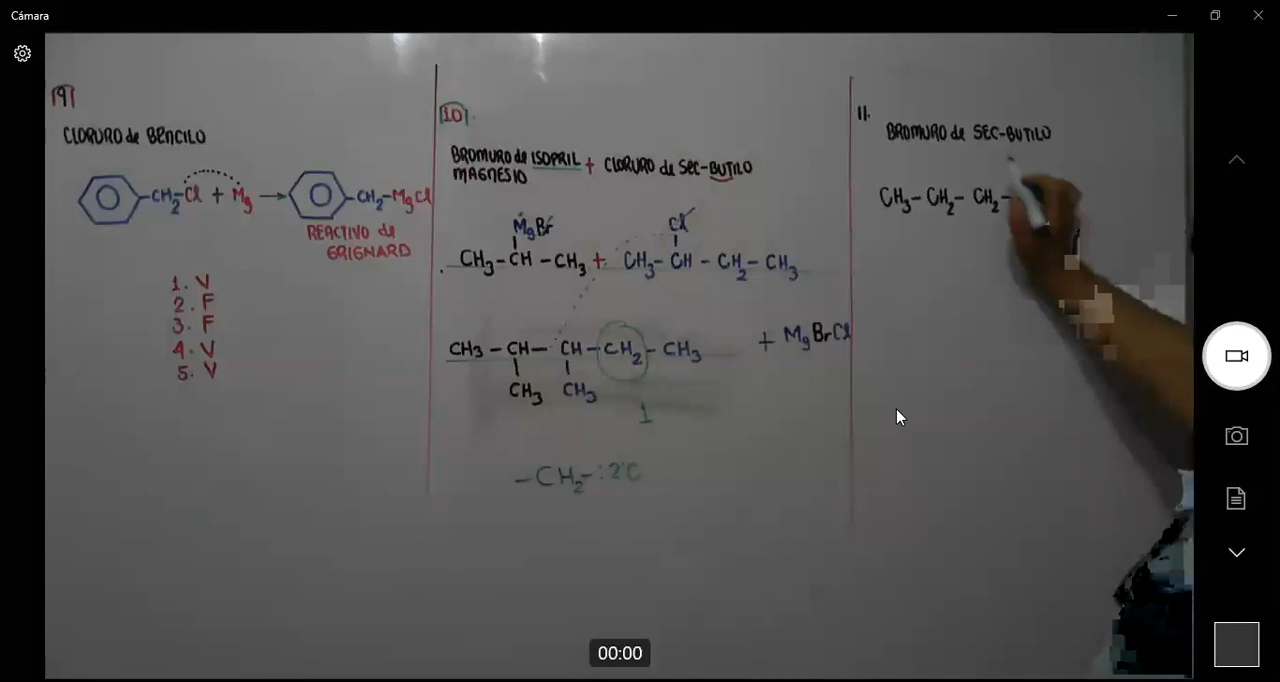 Cámara
9
CLORURO de BENCILO
CH2-Cl + Mg → CH2-MgCl
REACTIVO de
GRIGNARD
1. V
2. F
3. F
4. V
5. V
10.
BROMURO de ISOPRIL + CLORURO de SEC-BUTILO
MAGNESIO
MgBr Cl
CH3-CH-CH3 + CH3-CH-CH2-CH3
CH3-CH-CH-CH2-CH3 + MgBrCl
CH3 CH3
1
-CH2-: 2°C
11.
BROMURO de SEC-BUTILO
CH3-CH2-CH2-
00:00